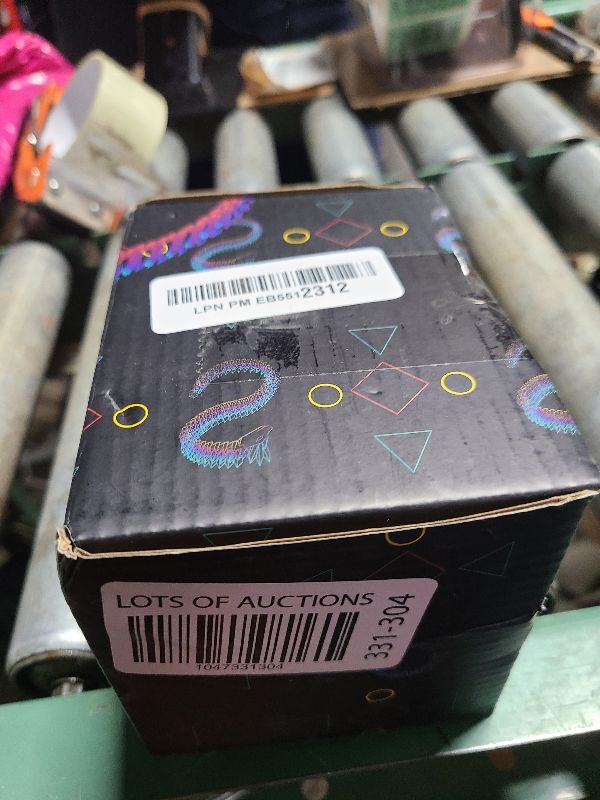 LPN PM EB5512312
LOTS OF AUCTIONS
1047331304
331-304